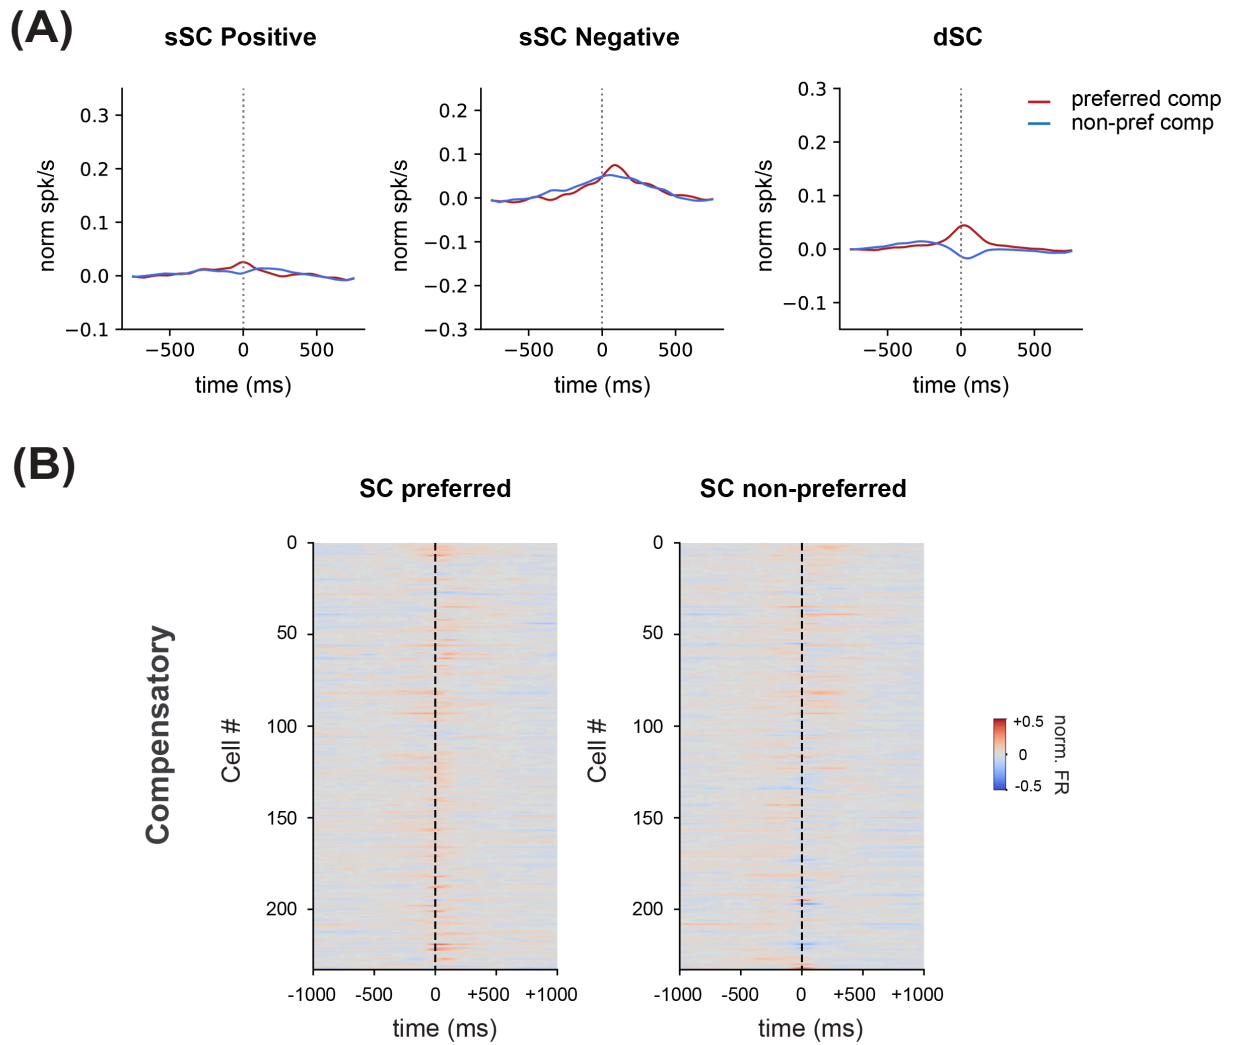 (A)
sSC Positive
sSC Negative
dSC
0.3
0.2
0.1
0.0
−0.1
norm spk/s
−500
0
500
time (ms)
0.2
0.1
0.0
−0.1
−0.2
−0.3
norm spk/s
−500
0
500
time (ms)
0.3
0.2
0.1
0.0
−0.1
norm spk/s
−500
0
500
time (ms)
preferred comp
non-pref comp
(B)
SC preferred
SC non-preferred
Compensatory
0
50
100
150
200
Cell #
-1000
-500
0
+500
+1000
time (ms)
0
50
100
150
200
Cell #
-1000
-500
0
+500
+1000
time (ms)
+0.5
0
-0.5
norm. FR